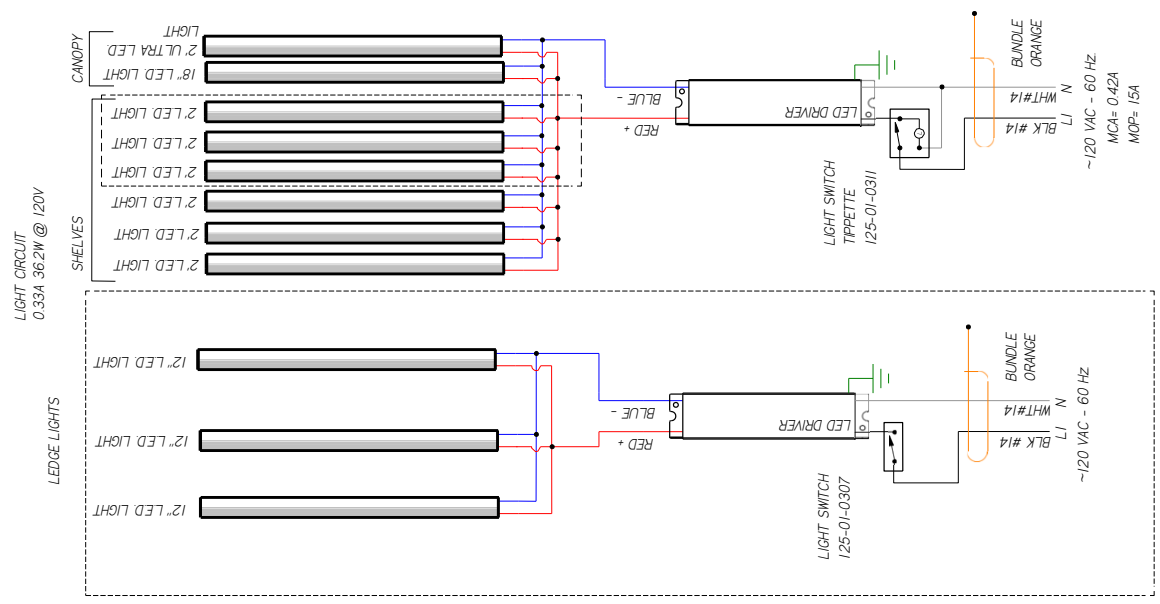 LIGHT CIRCUIT
0.33A 36.2W @ 120V
CANOPY
2' ULTRA LED.
LIGHT
18" LED. LIGHT
SHELVES
2' LED. LIGHT
2' LED. LIGHT
2' LED. LIGHT
2' LED. LIGHT
2' LED. LIGHT
2' LED. LIGHT
BLUE -
RED +
LED DRIVER
LIGHT SWITCH
TIPPETTE
125-01-0311
BUNDLE
ORANGE
WHT#14
N
BLK #14
L1
~120 VAC - 60 Hz.
MCA= 0.42A
MOP= 15A
LEDGE LIGHTS
12" LED. LIGHT
12" LED. LIGHT
12" LED. LIGHT
BLUE -
RED +
LED DRIVER
LIGHT SWITCH
125-01-0307
BUNDLE
ORANGE
WHT#14
N
BLK #14
L1
~120 VAC - 60 Hz